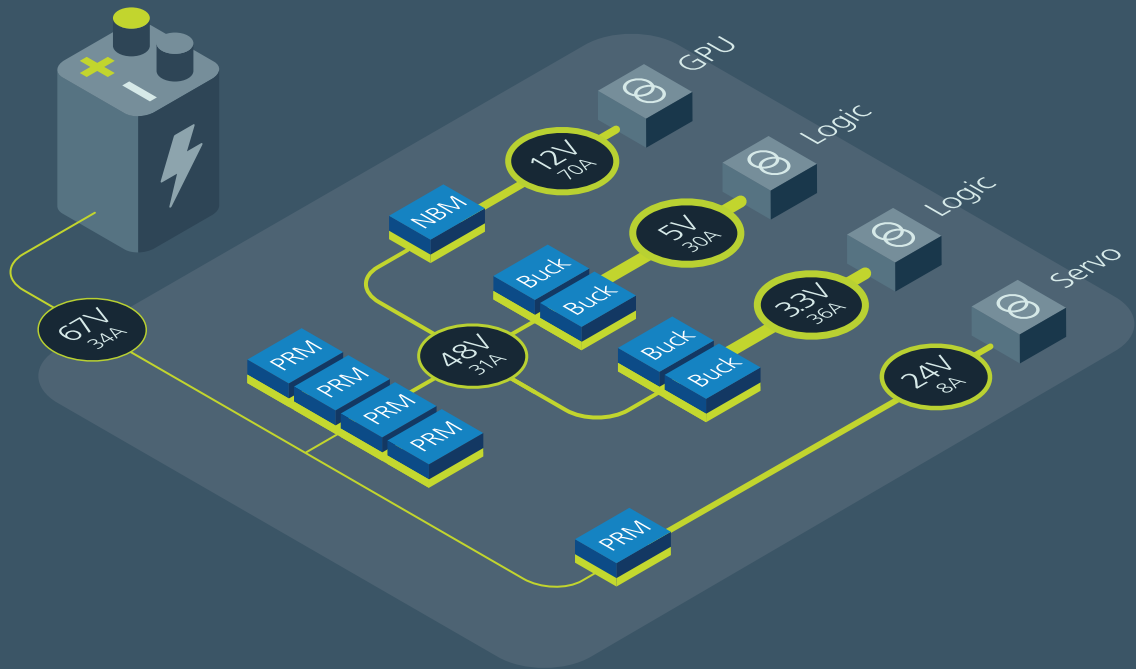 GPU
Logic
Logic
Servo
12V
70A
NBM
5V
30A
Buck
Buck
3.3V
36A
67V
34A
48V
31A
Buck
Buck
24V
8A
PRM
PRM
PRM
PRM
PRM